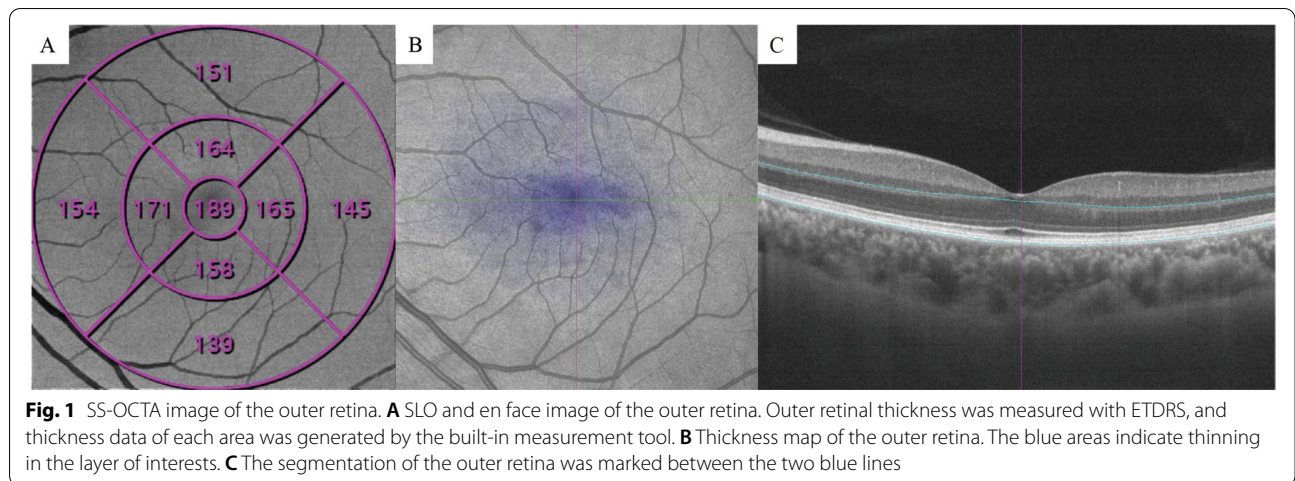 A
B
C
151
164
154 171 189 165 145
158
139
Fig. 1 SS-OCTA image of the outer retina. A SLO and en face image of the outer retina. Outer retinal thickness was measured with ETDRS, and
thickness data of each area was generated by the built-in measurement tool. B Thickness map of the outer retina. The blue areas indicate thinning
in the layer of interests. C The segmentation of the outer retina was marked between the two blue lines